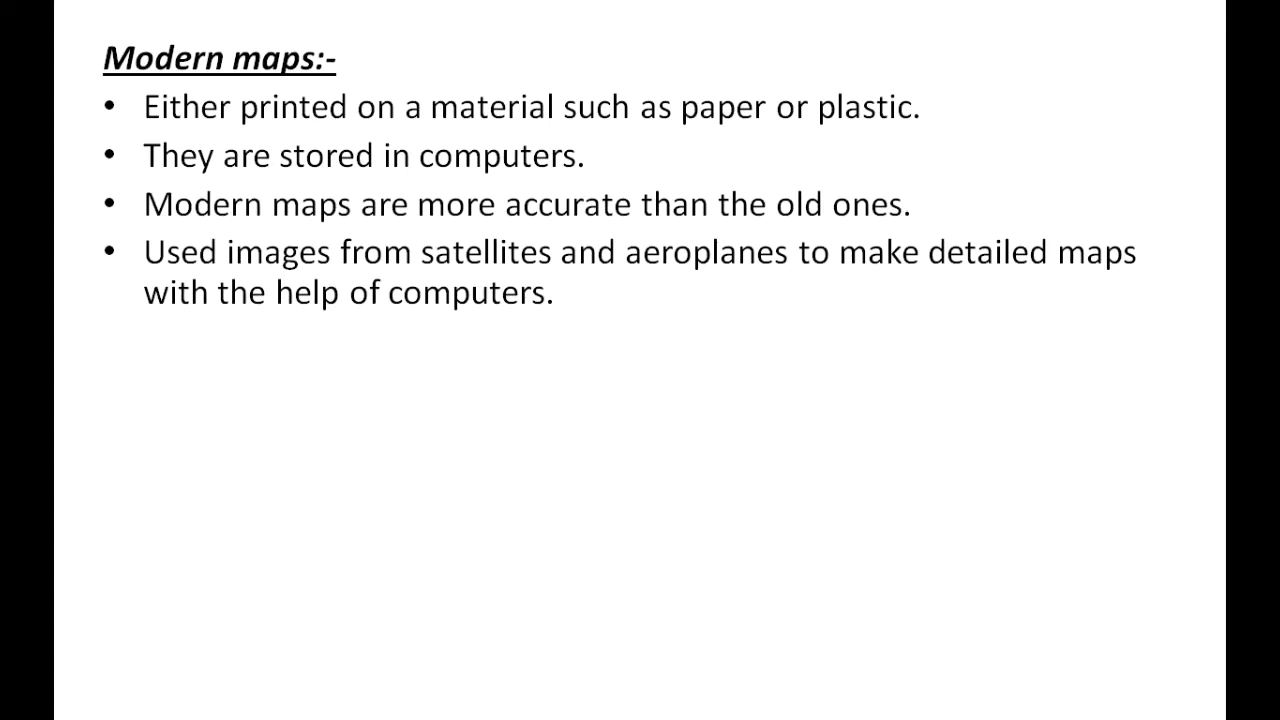 Modern maps:-
• Either printed on a material such as paper or plastic.
• They are stored in computers.
• Modern maps are more accurate than the old ones.
• Used images from satellites and aeroplanes to make detailed maps
with the help of computers.